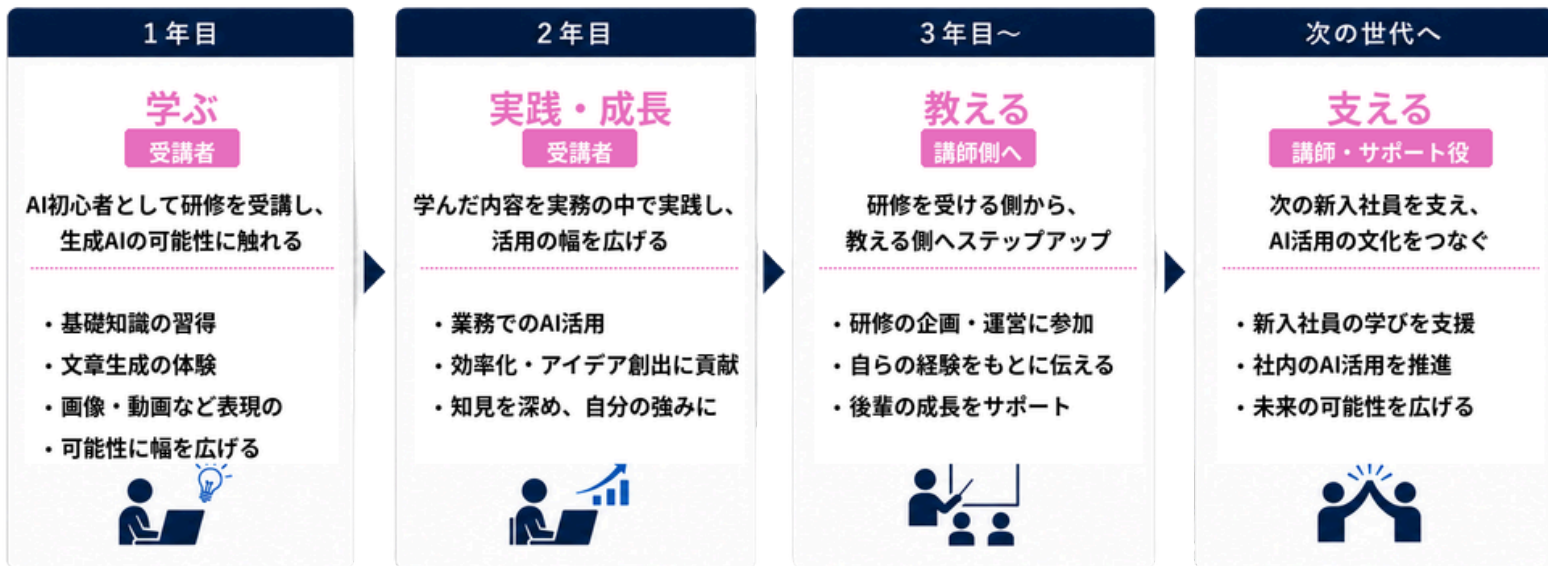 1年目
学ぶ
受講者
AI初心者として研修を受講し、
生成AIの可能性に触れる
・基礎知識の習得
・文章生成の体験
・画像・動画など表現の
・可能性に幅を広げる
2年目
実践・成長
受講者
学んだ内容を実務の中で実践し、
活用の幅を広げる
・業務でのAI活用
・効率化・アイデア創出に貢献
・知見を深め、自分の強みに
3年目～
教える
講師側へ
研修を受ける側から、
教える側へステップアップ
・研修の企画・運営に参加
・自らの経験をもとに伝える
・後輩の成長をサポート
次の世代へ
支える
講師・サポート役
次の新入社員を支え、
AI活用の文化をつなぐ
・新入社員の学びを支援
・社内のAI活用を推進
・未来の可能性を広げる